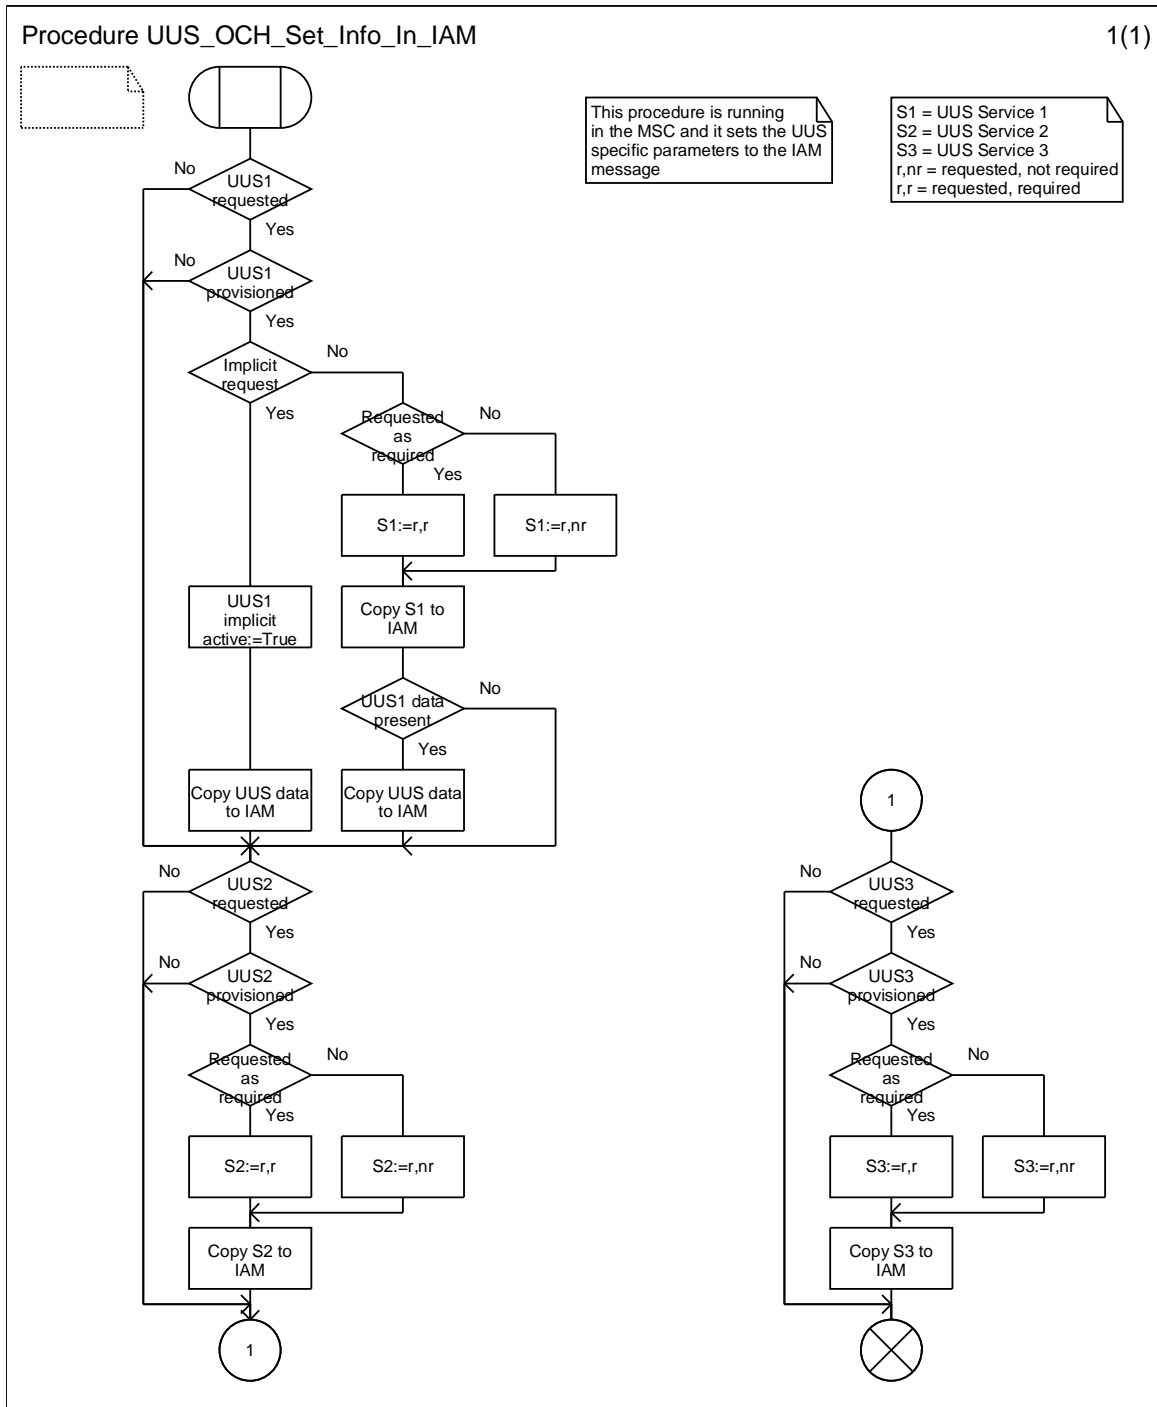 Procedure UUS_OCH_Set_Info_In_IAM
1(1)
This procedure is running
in the MSC and it sets the UUS
specific parameters to the IAM
message
S1 = UUS Service 1
S2 = UUS Service 2
S3 = UUS Service 3
r,nr = requested, not required
r,r = requested, required
No
UUS1
requested
Yes
No
UUS1
provisioned
Yes
Implicit
request
No
Yes
Requested
as
required
No
Yes
S1:=r,r
S1:=r,nr
UUS1
implicit
active:=True
Copy S1 to
IAM
UUS1 data
present
No
Yes
Copy UUS data
to IAM
Copy UUS data
to IAM
No
UUS2
requested
Yes
No
UUS2
provisioned
Yes
Requested
as
required
No
Yes
S2:=r,r
S2:=r,nr
Copy S2 to
IAM
1
1
No
UUS3
requested
Yes
No
UUS3
provisioned
Yes
Requested
as
required
No
Yes
S3:=r,r
S3:=r,nr
Copy S3 to
IAM